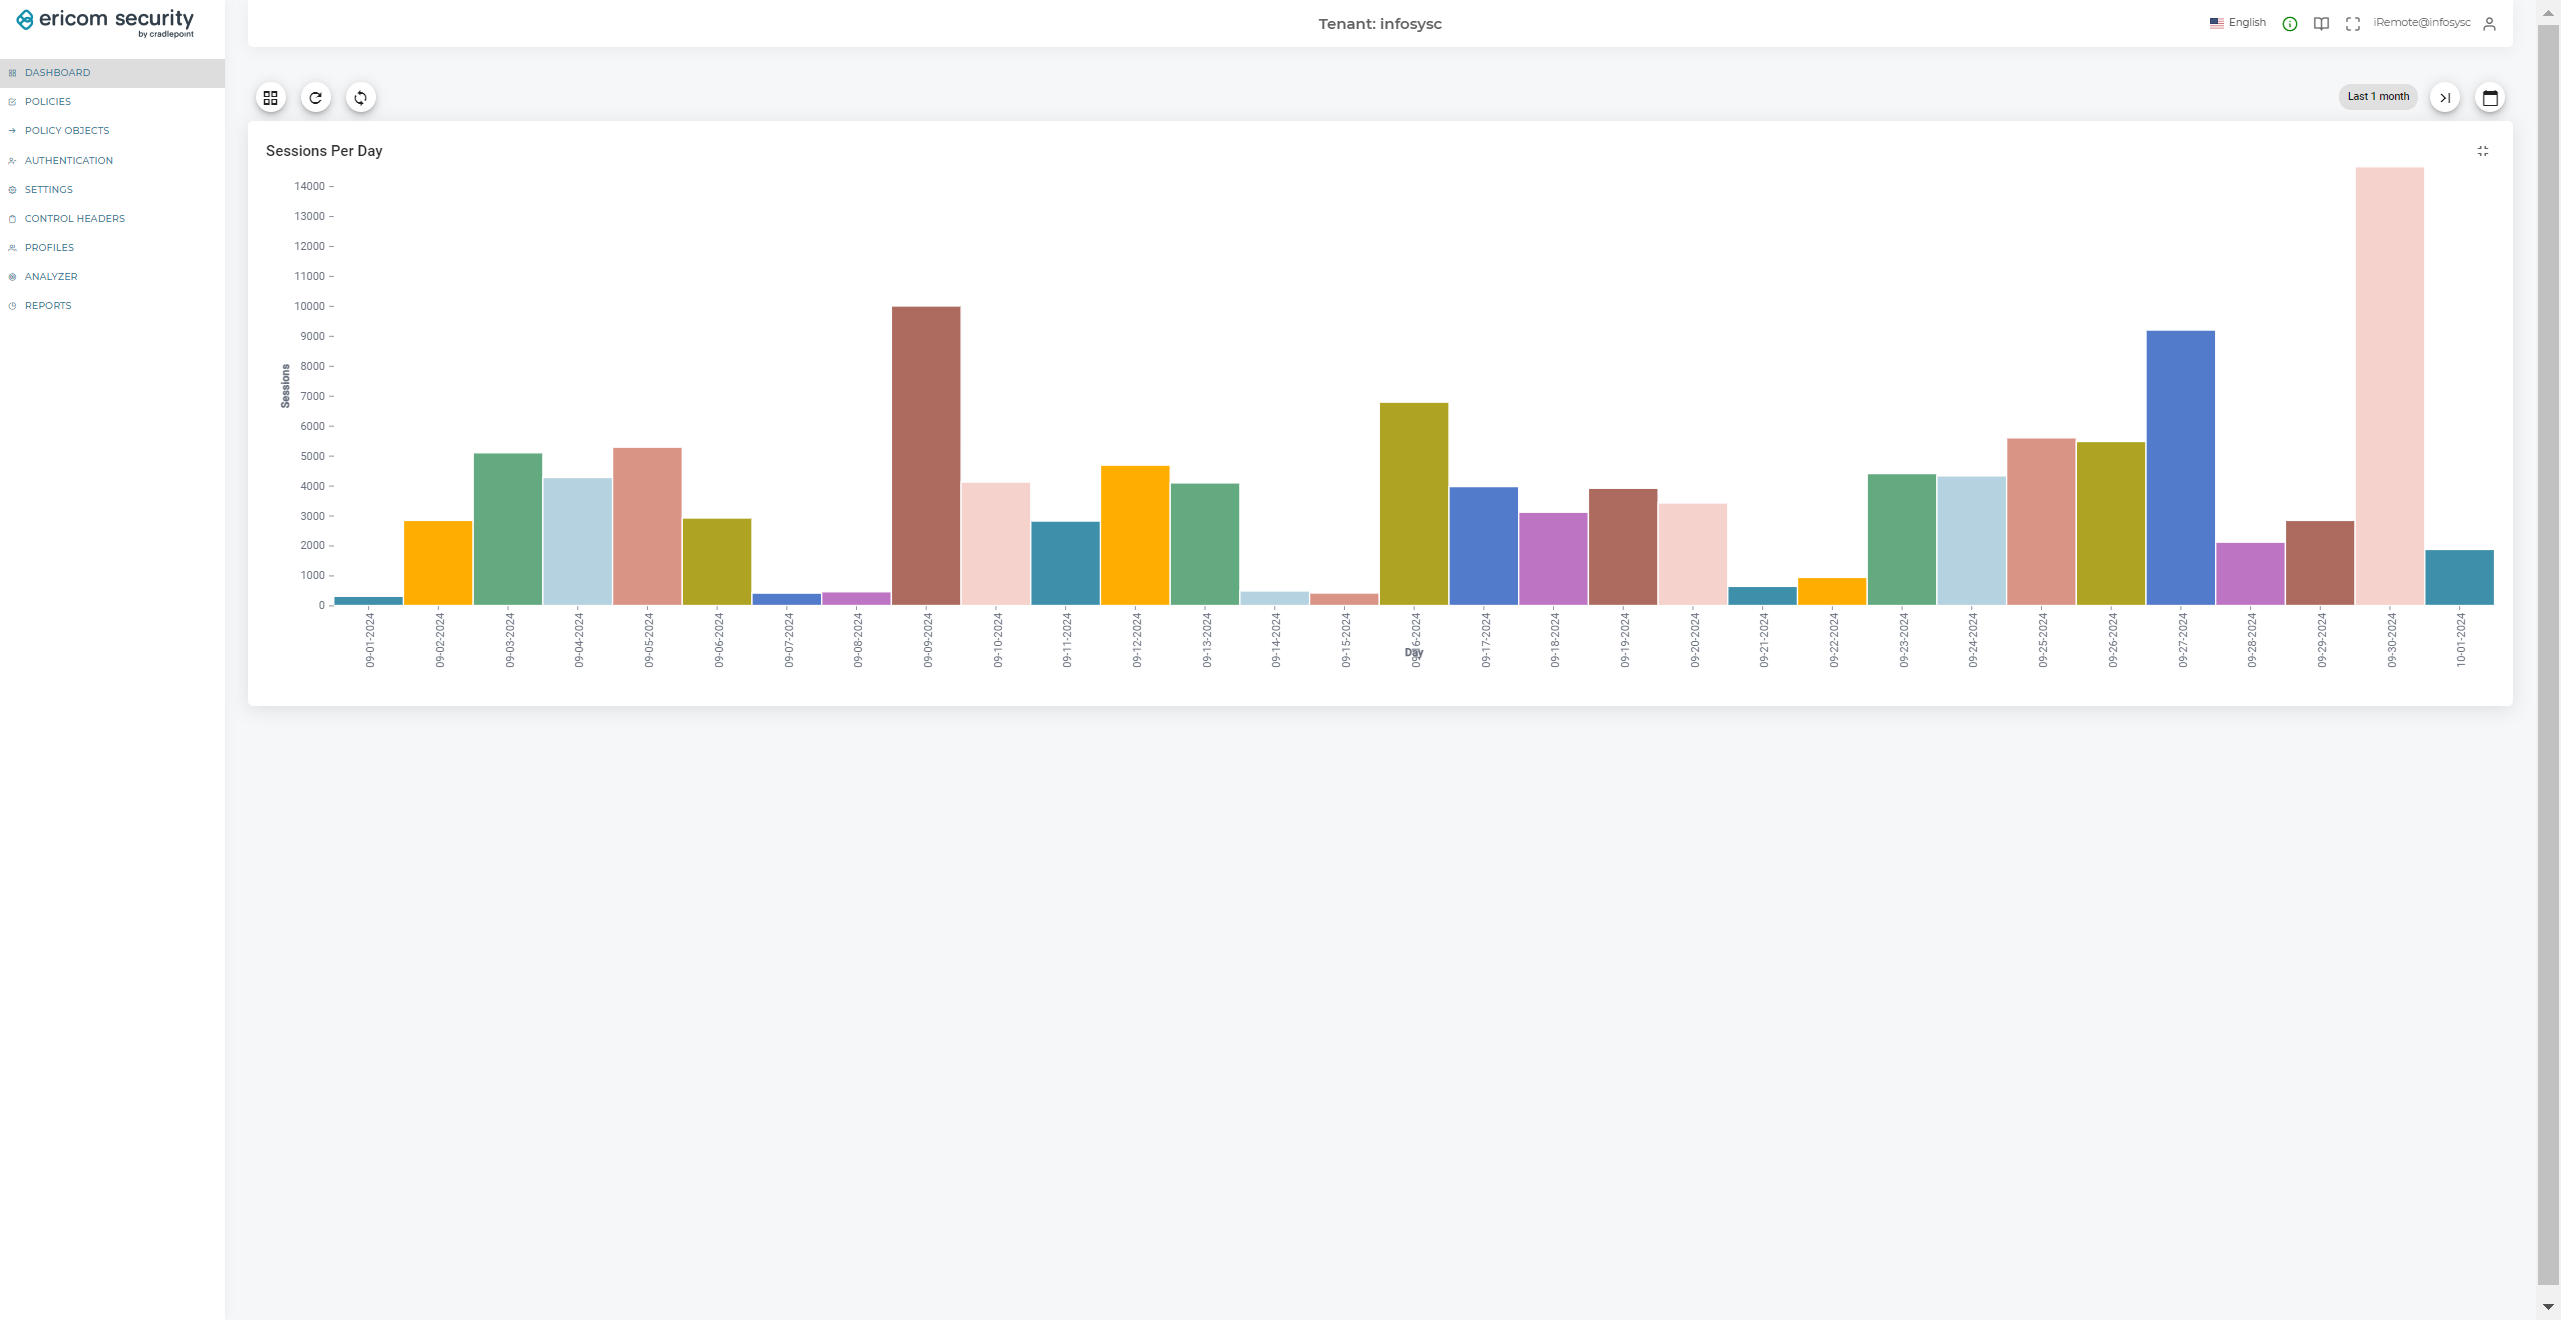 ericom security
by cradlepoint
Tenant: infosysc
English
iRemote@infosysc
DASHBOARD
POLICIES
POLICY OBJECTS
AUTHENTICATION
SETTINGS
CONTROL HEADERS
PROFILES
ANALYZER
REPORTS
Last 1 month
Sessions Per Day
14000
13000
12000
11000
10000
9000
8000
7000
6000
5000
4000
3000
2000
1000
0
Sessions
09-01-2024
09-02-2024
09-03-2024
09-04-2024
09-05-2024
09-06-2024
09-07-2024
09-08-2024
09-09-2024
09-10-2024
09-11-2024
09-12-2024
09-13-2024
09-14-2024
09-15-2024
09-16-2024
09-17-2024
09-18-2024
09-19-2024
09-20-2024
09-21-2024
09-22-2024
09-23-2024
09-24-2024
09-25-2024
09-26-2024
09-27-2024
09-28-2024
09-29-2024
09-30-2024
10-01-2024
Day